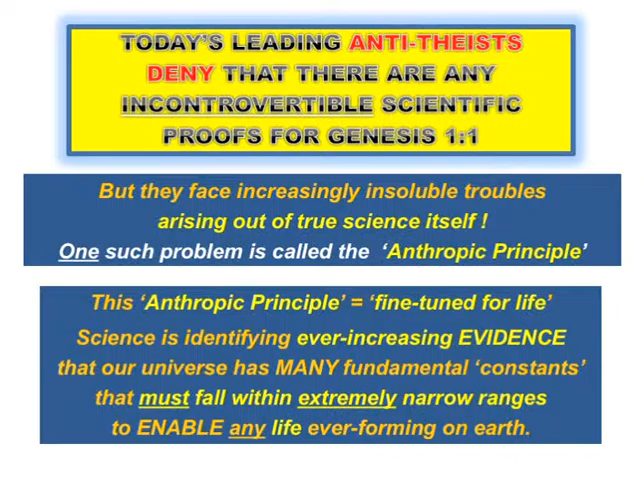 TODAY'S LEADING ANTI-THEISTS
DENY THAT THERE ARE ANY
INCONTROVERTIBLE SCIENTIFIC
PROOFS FOR GENESIS 1:1
But they face increasingly insoluble troubles
arising out of true science itself !
One such problem is called the ‘Anthropic Principle’
This ‘Anthropic Principle’ = ‘fine-tuned for life’
Science is identifying ever-increasing EVIDENCE
that our universe has MANY fundamental ‘constants’
that must fall within extremely narrow ranges
to ENABLE any life ever-forming on earth.